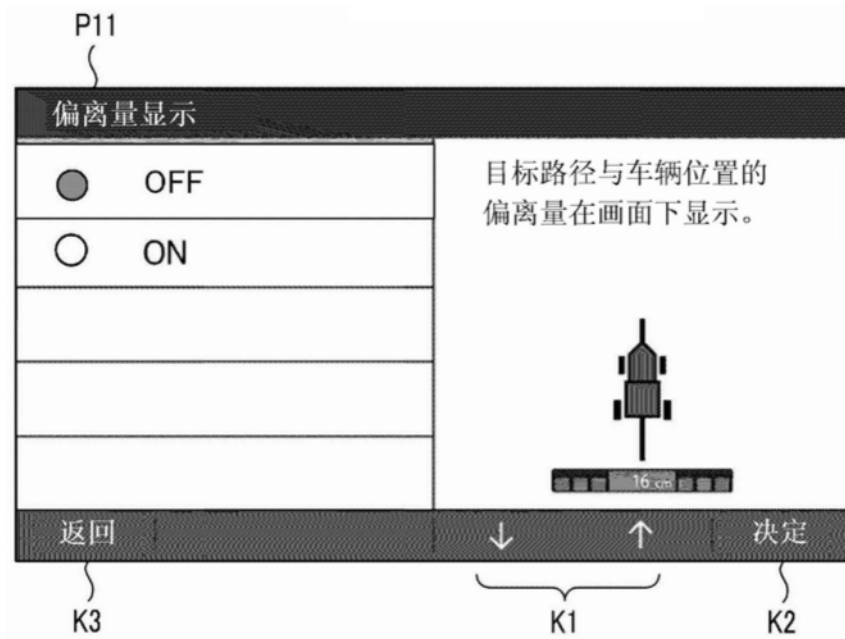 P11
偏离量显示
OFF
ON
目标路径与车辆位置的
偏离量在画面下显示。
16 cm
返回
↓ ↑
决定
K3
K1
K2